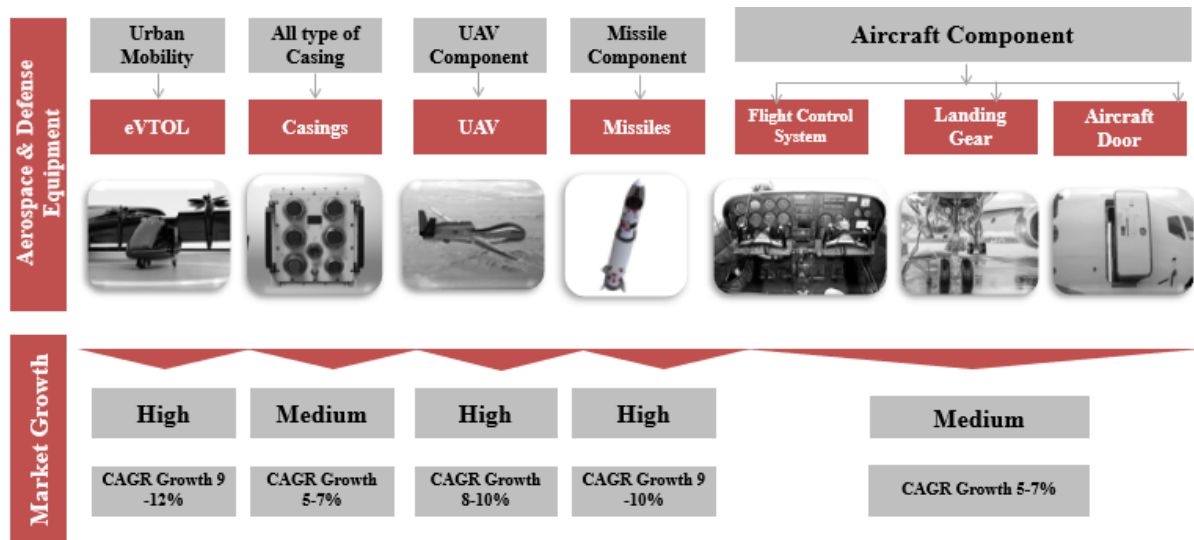 Aerospace & Defense
Equipment
Urban
Mobility
All type of
Casing
UAV
Component
Missile
Component
Aircraft Component
eVTOL
Casings
UAV
Missiles
Flight Control
System
Landing
Gear
Aircraft
Door
Market Growth
High
Medium
High
High
Medium
CAGR Growth 9
-12%
CAGR Growth
5-7%
CAGR Growth
8-10%
CAGR Growth 9
-10%
CAGR Growth 5-7%